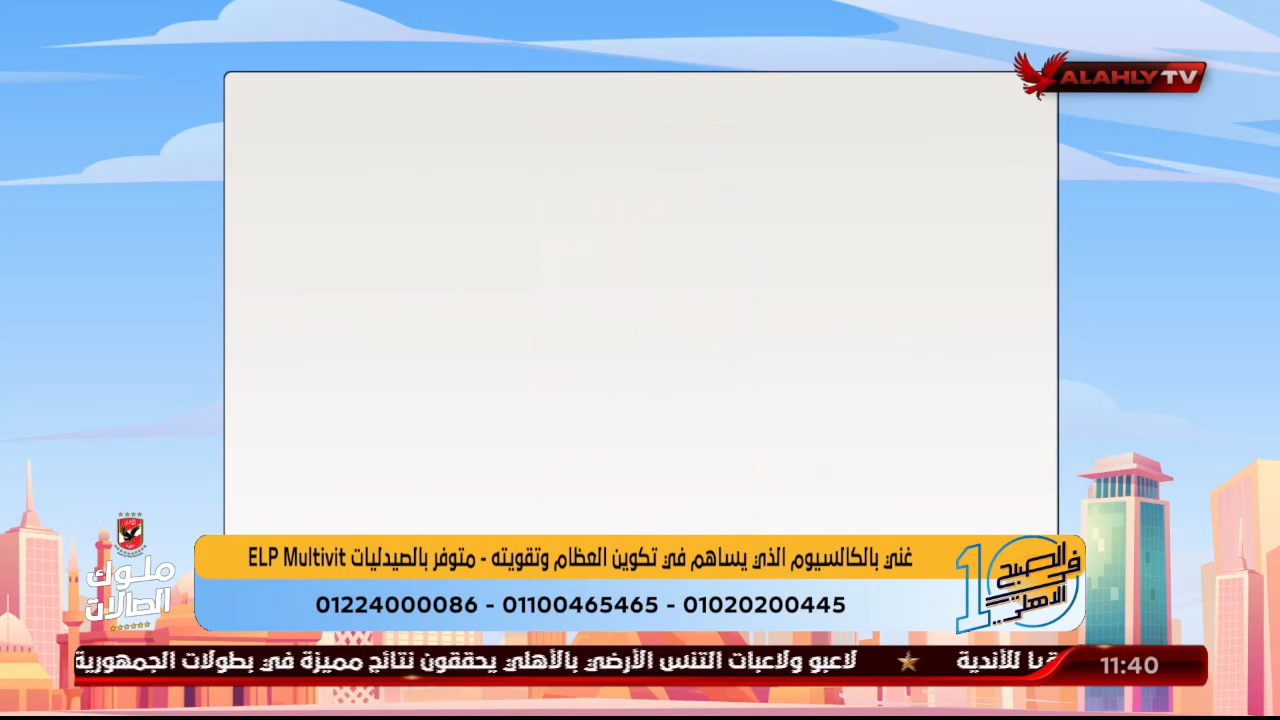 ALAHLY TV
غني بالكالسيوم الذي يساهم في تكوين العظام وتقويته - متوفر بالصيدليات ELP Multivit
01224000086 - 01100465465 - 01020200445
10 الصبح في الاهلي..
ملوك الصالات
للأندية ★ لاعبو ولاعبات التنس الأرضي بالأهلي يحققون نتائج مميزة في بطولات الجمهورية
11:40